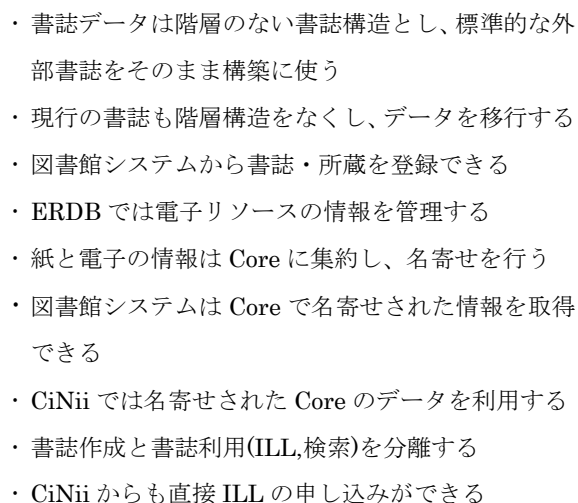 ・書誌データは階層のない書誌構造とし、標準的な外
部書誌をそのまま構築に使う
・現行の書誌も階層構造をなくし、データを移行する
・図書館システムから書誌・所蔵を登録できる
・ERDB では電子リソースの情報を管理する
・紙と電子の情報は Core に集約し、名寄せを行う
・図書館システムは Core で名寄せされた情報を取得
できる
・CiNii では名寄せされた Core のデータを利用する
・書誌作成と書誌利用(ILL,検索)を分離する
・CiNii からも直接 ILL の申し込みができる